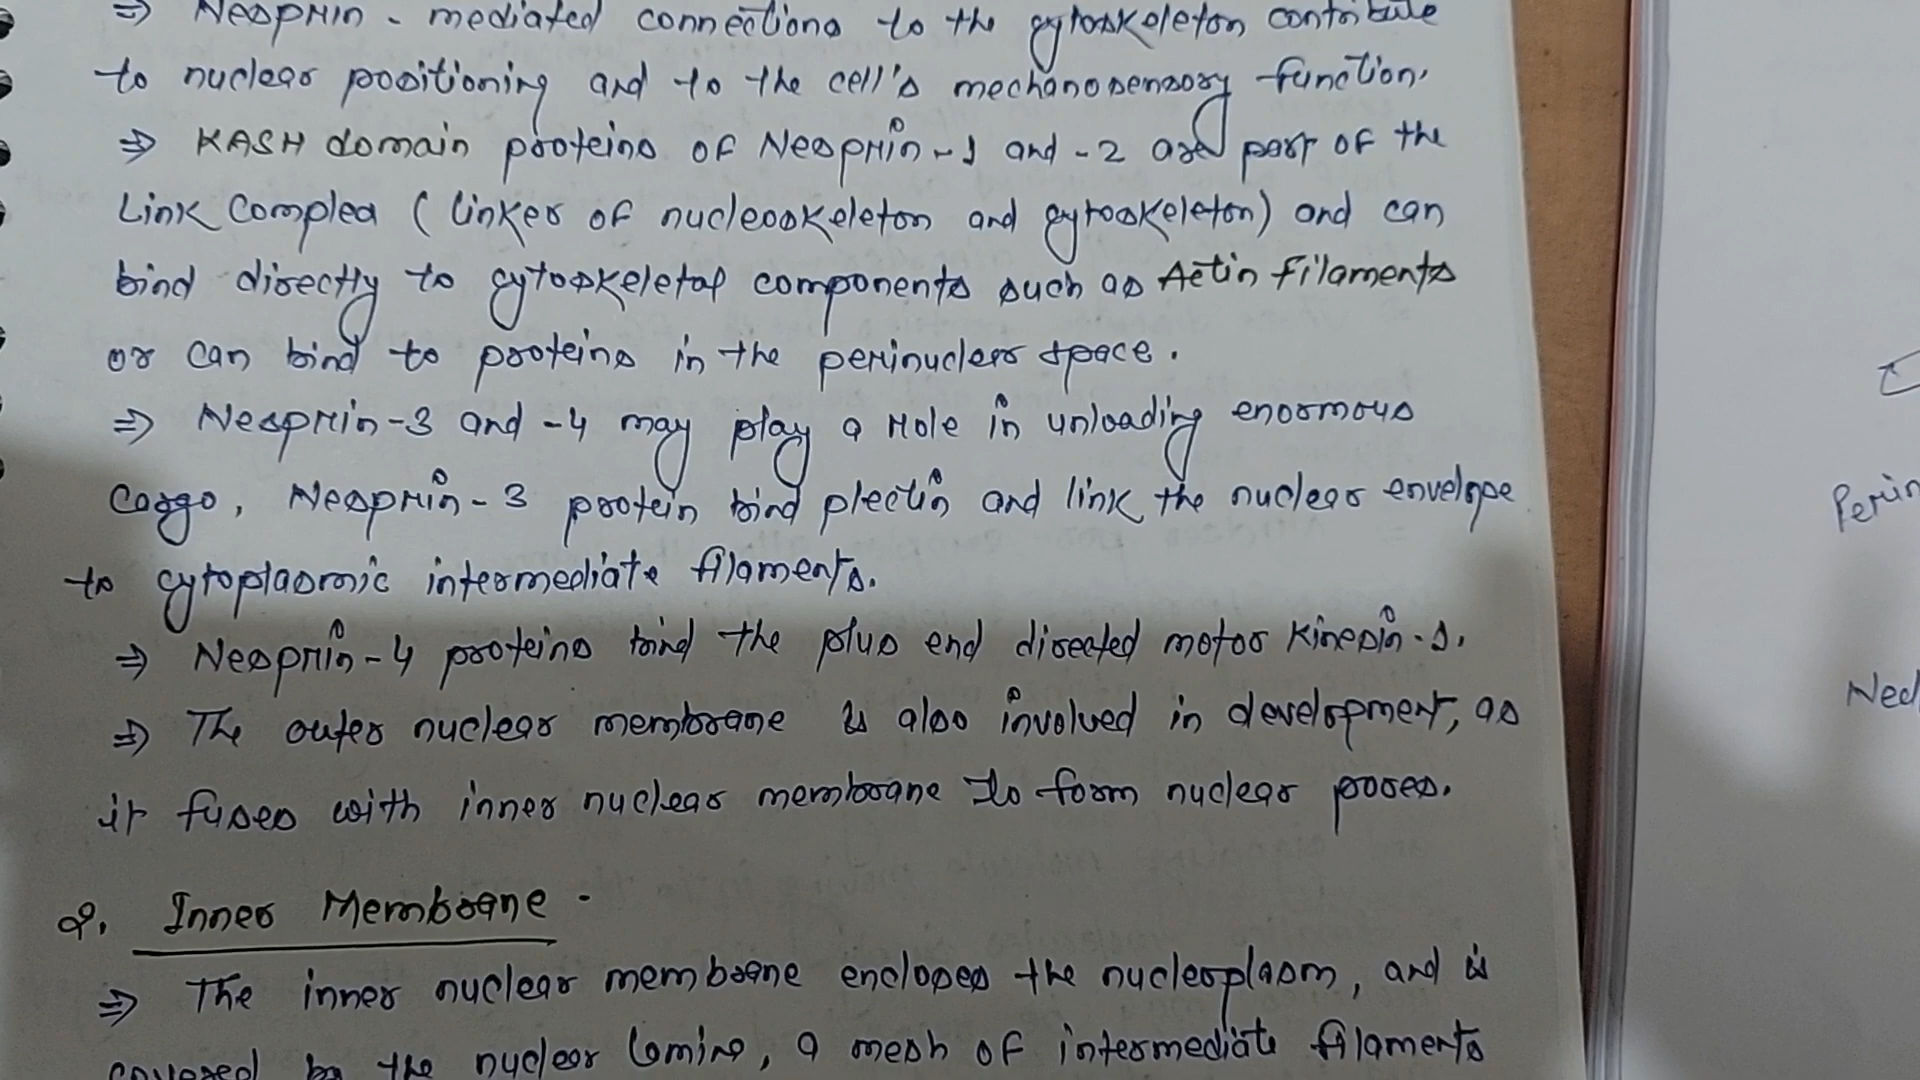 ⇒ Nesprin - mediated connections to the cytoskeleton contribute
to nuclear positioning and to the cell's mechanosensory function.
⇒ KASH domain proteins of Nesprin-1 and -2 are part of the
Link Complex (linker of nucleoskeleton and cytoskeleton) and can
bind directly to cytoskeletal components such as Actin filaments
or can bind to proteins in the perinuclear space.
⇒ Nesprin-3 and -4 may play a role in unloading enormous
Cargo, Nesprin-3 protein bind plectin and link the nuclear envelope
to cytoplasmic intermediate filaments.
⇒ Nesprin-4 proteins bind the plus end directed motor Kinesin-1.
⇒ The outer nuclear membrane is also involved in development, as
it fuses with inner nuclear membrane to form nuclear pores.
2. Inner Membrane -
⇒ The inner nuclear membrane encloses the nucleoplasm, and is
covered by the nuclear lamina, a mesh of intermediate filaments